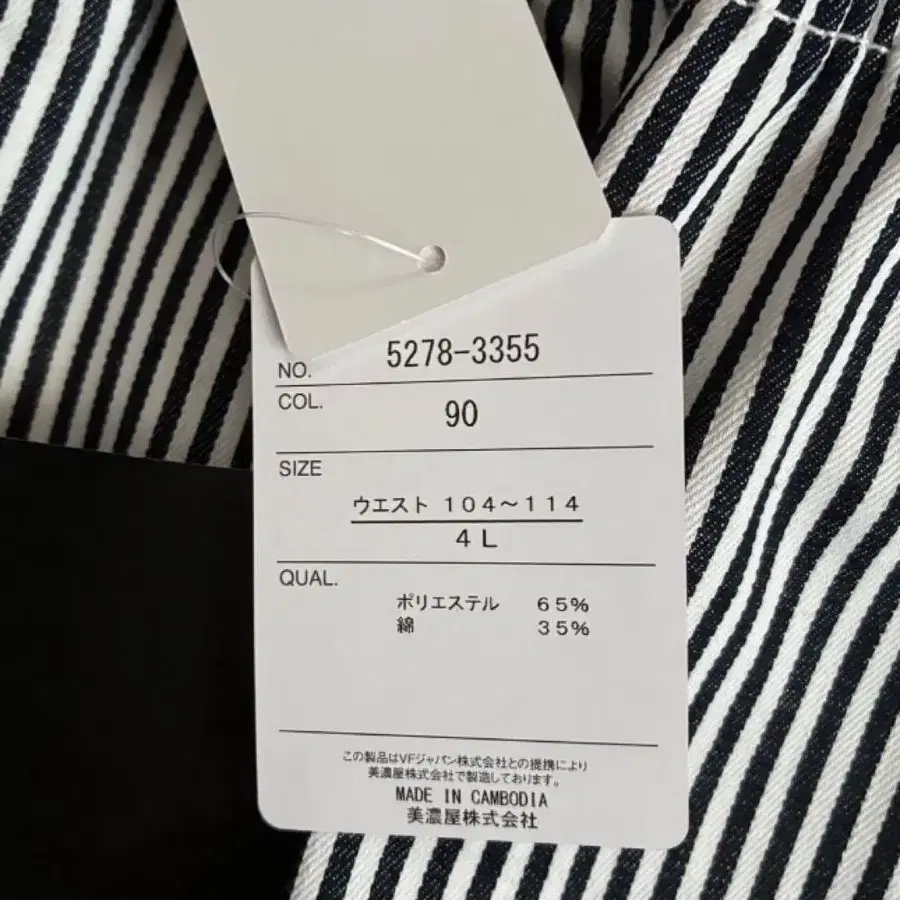 NO. 5278-3355
COL. 90
SIZE
ウエスト 104～114
4L
QUAL.
ポリエステル 65%
綿 35%
この製品はVFジャパン株式会社との提携により
美濃屋株式会社で製造しております。
MADE IN CAMBODIA
美濃屋株式会社